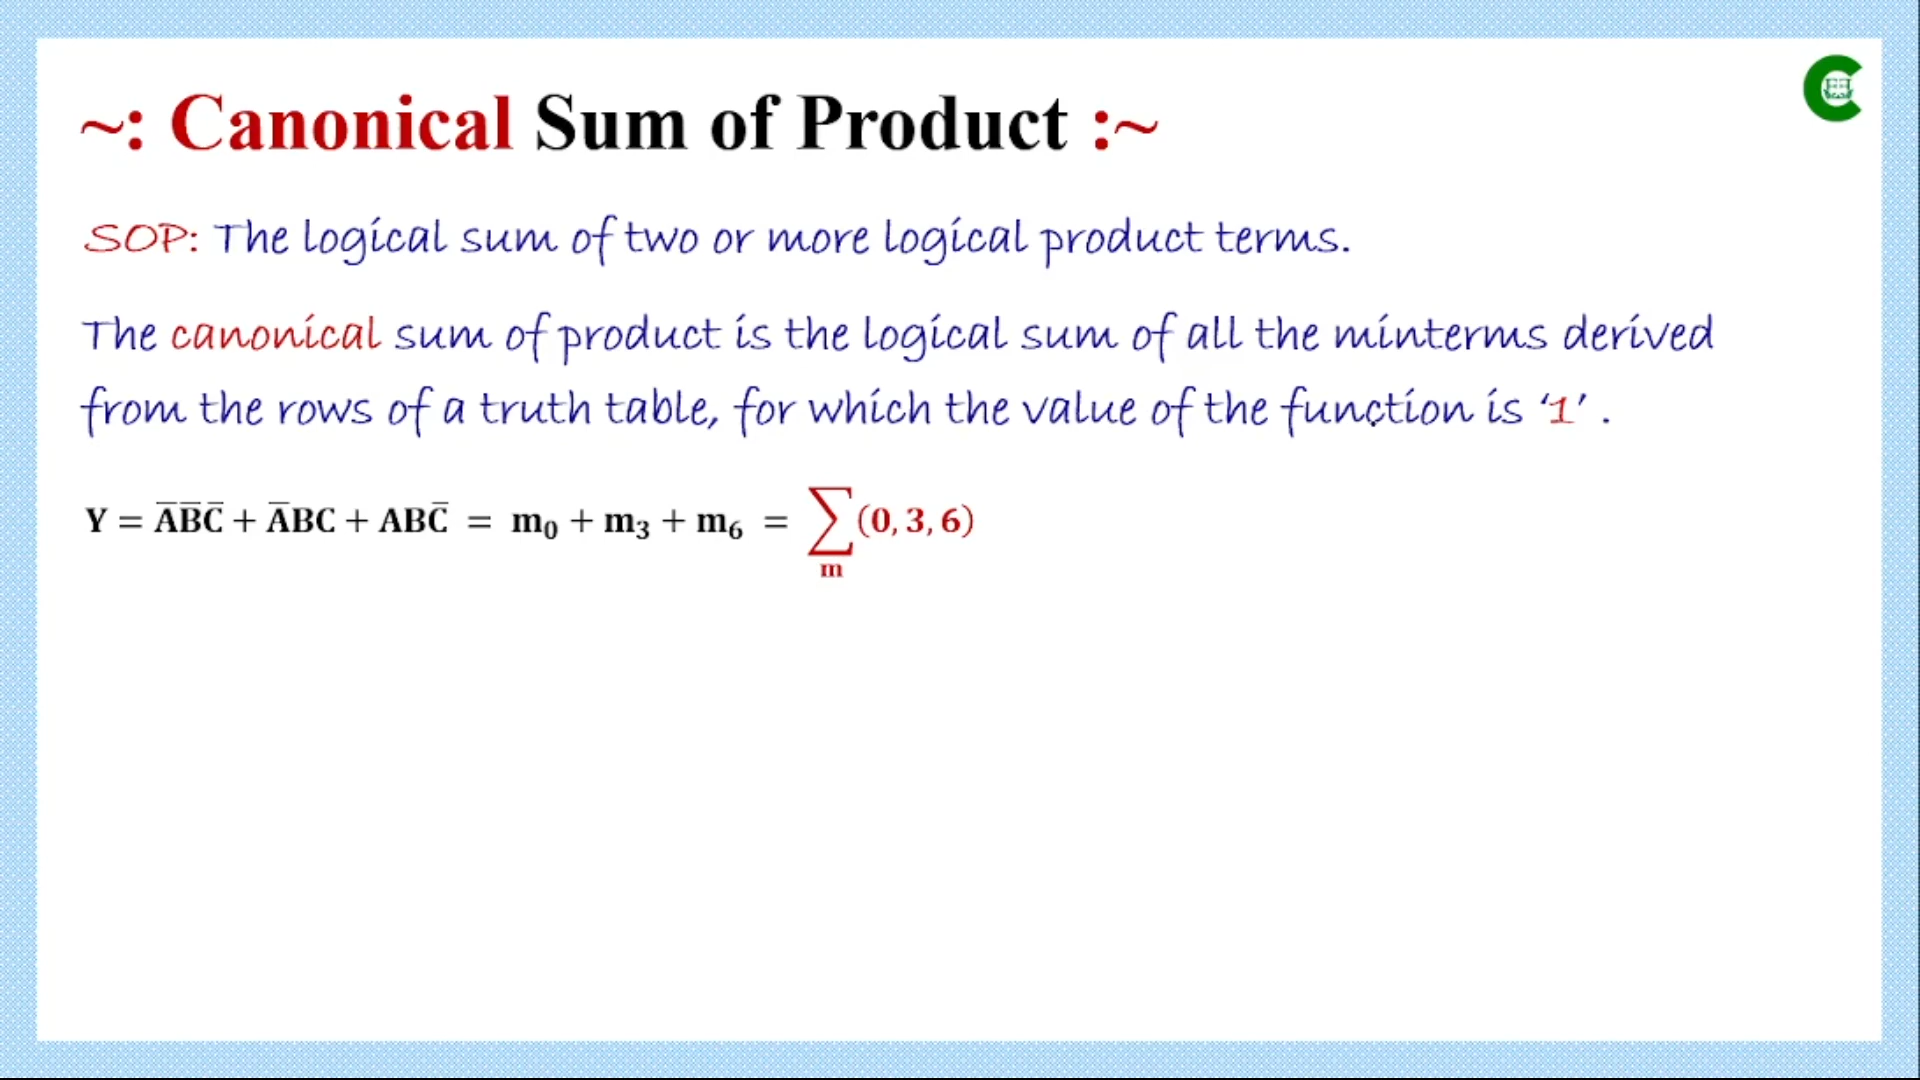 ~: Canonical Sum of Product :~
SOP: The logical sum of two or more logical product terms.
The canonical sum of product is the logical sum of all the minterms derived
from the rows of a truth table, for which the value of the function is ‘1’ .
Y = A̅B̅C̅ + A̅BC + ABC̅ = m₀ + m₃ + m₆ = ∑ₘ(0, 3, 6)